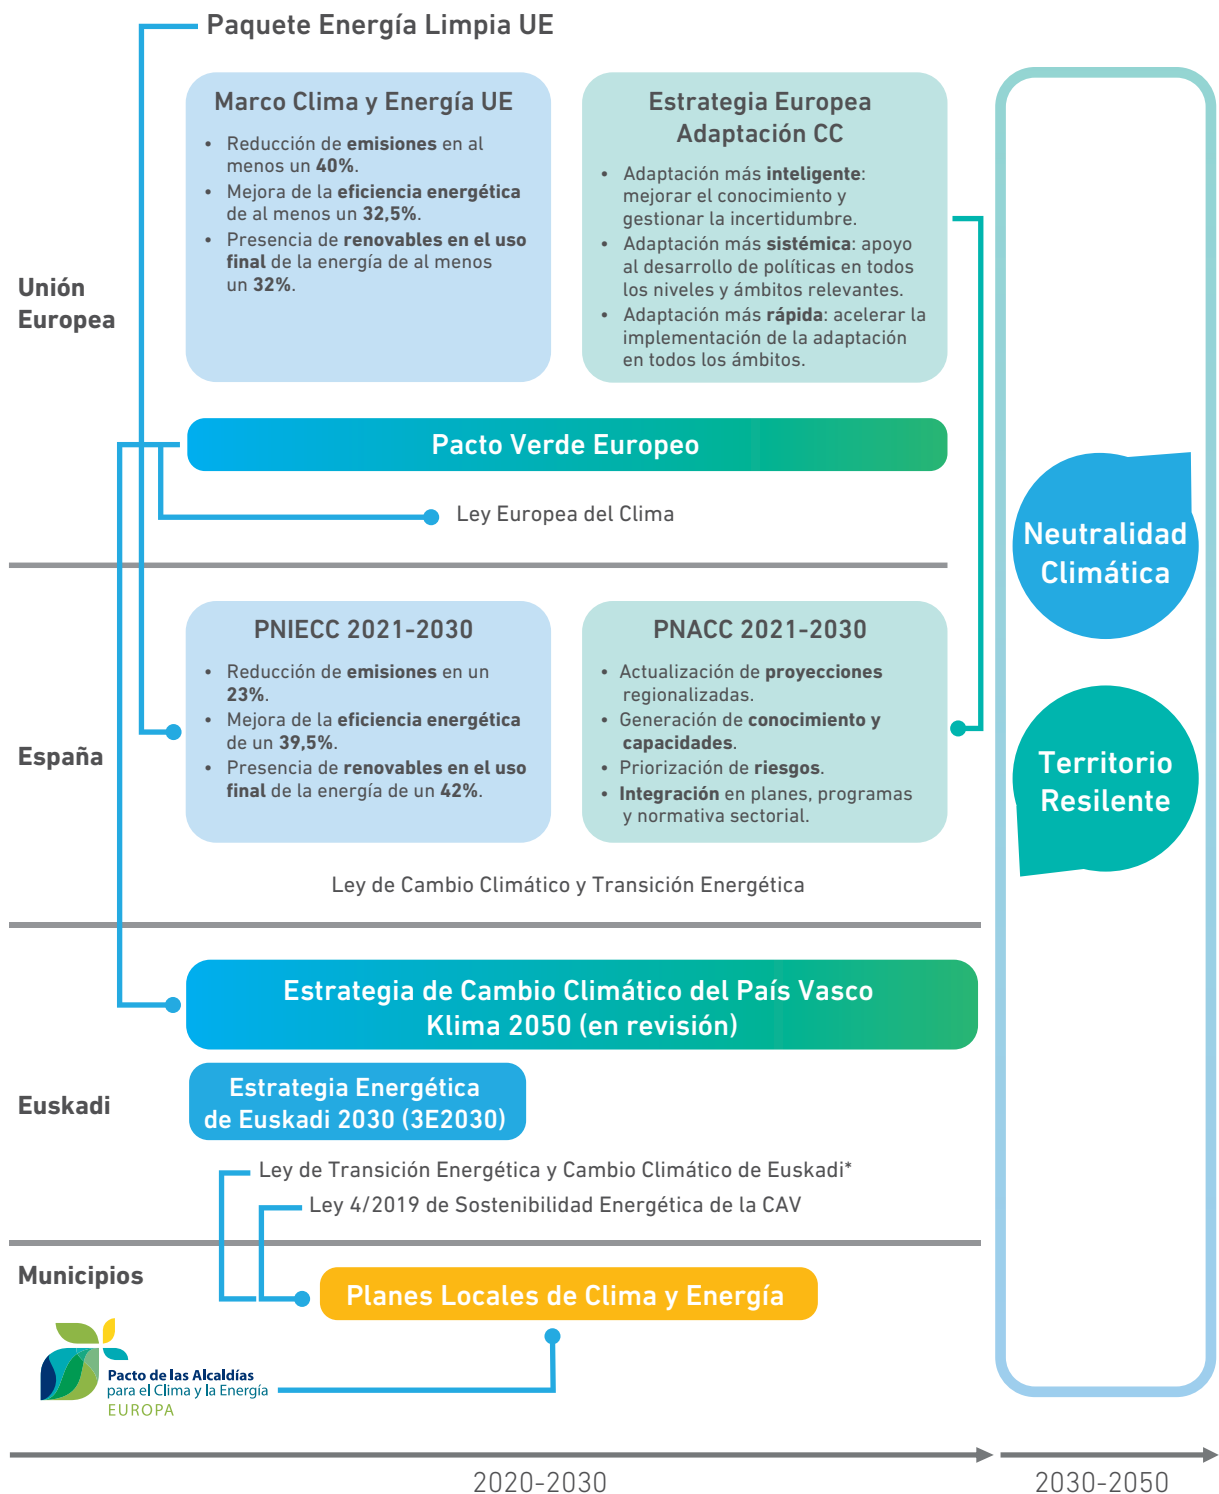 Paquete Energía Limpia UE
Marco Clima y Energía UE
• Reducción de emisiones en al
menos un 40%.
• Mejora de la eficiencia energética
de al menos un 32,5%.
• Presencia de renovables en el uso
final de la energía de al menos
un 32%.
Estrategia Europea
Adaptación CC
• Adaptación más inteligente:
mejorar el conocimiento y
gestionar la incertidumbre.
• Adaptación más sistémica: apoyo
al desarrollo de políticas en todos
los niveles y ámbitos relevantes.
• Adaptación más rápida: acelerar la
implementación de la adaptación
en todos los ámbitos.
Unión
Europea
Pacto Verde Europeo
Ley Europea del Clima
Neutralidad
Climática
PNIECC 2021-2030
• Reducción de emisiones en un
23%.
• Mejora de la eficiencia energética
de un 39,5%.
• Presencia de renovables en el uso
final de la energía de un 42%.
PNACC 2021-2030
• Actualización de proyecciones
regionalizadas.
• Generación de conocimiento y
capacidades.
• Priorización de riesgos.
• Integración en planes, programas
y normativa sectorial.
España
Territorio
Resilente
Ley de Cambio Climático y Transición Energética
Estrategia de Cambio Climático del País Vasco
Klima 2050 (en revisión)
Euskadi
Estrategia Energética
de Euskadi 2030 (3E2030)
Ley de Transición Energética y Cambio Climático de Euskadi*
Ley 4/2019 de Sostenibilidad Energética de la CAV
Municipios
Planes Locales de Clima y Energía
Pacto de las Alcaldías
para el Clima y la Energía
EUROPA
2020-2030
2030-2050